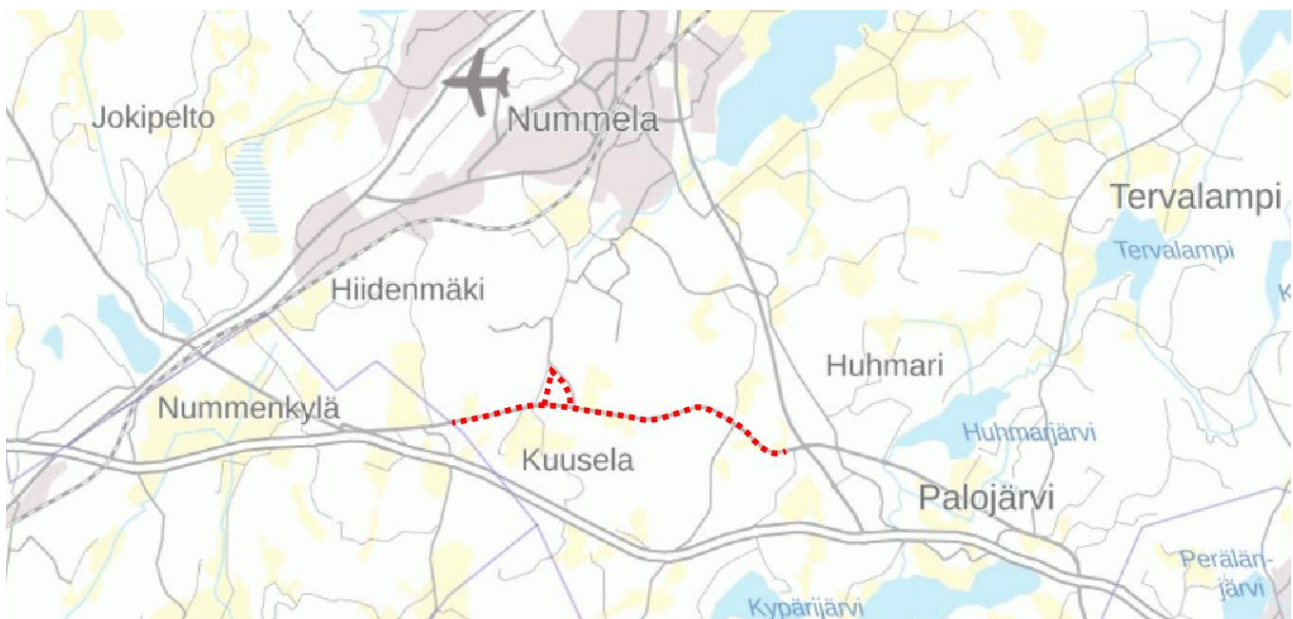 Jokipelto
Nummela
Tervalampi
Tervalampi
Hiidenmäki
Huhmari
Nummenkylä
Huhmarjärvi
Kuusela
Palojärvi
Perälän-
järvi
Kypärijärvi